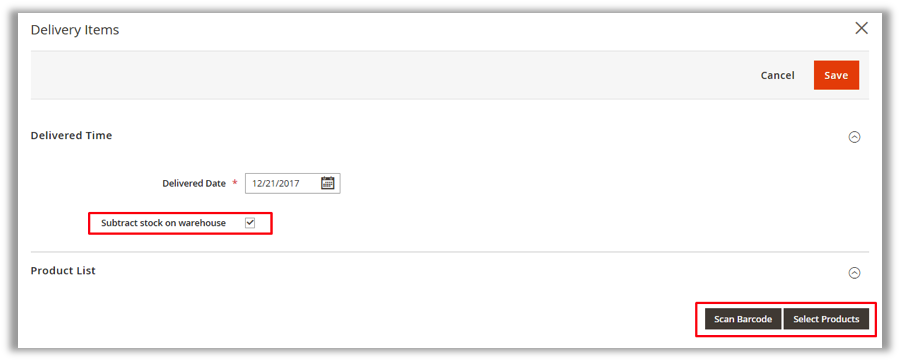 Delivery Items
Cancel Save
Delivered Time
Delivered Date * 12/21/2017
Subtract stock on warehouse
Product List
Scan Barcode Select Products